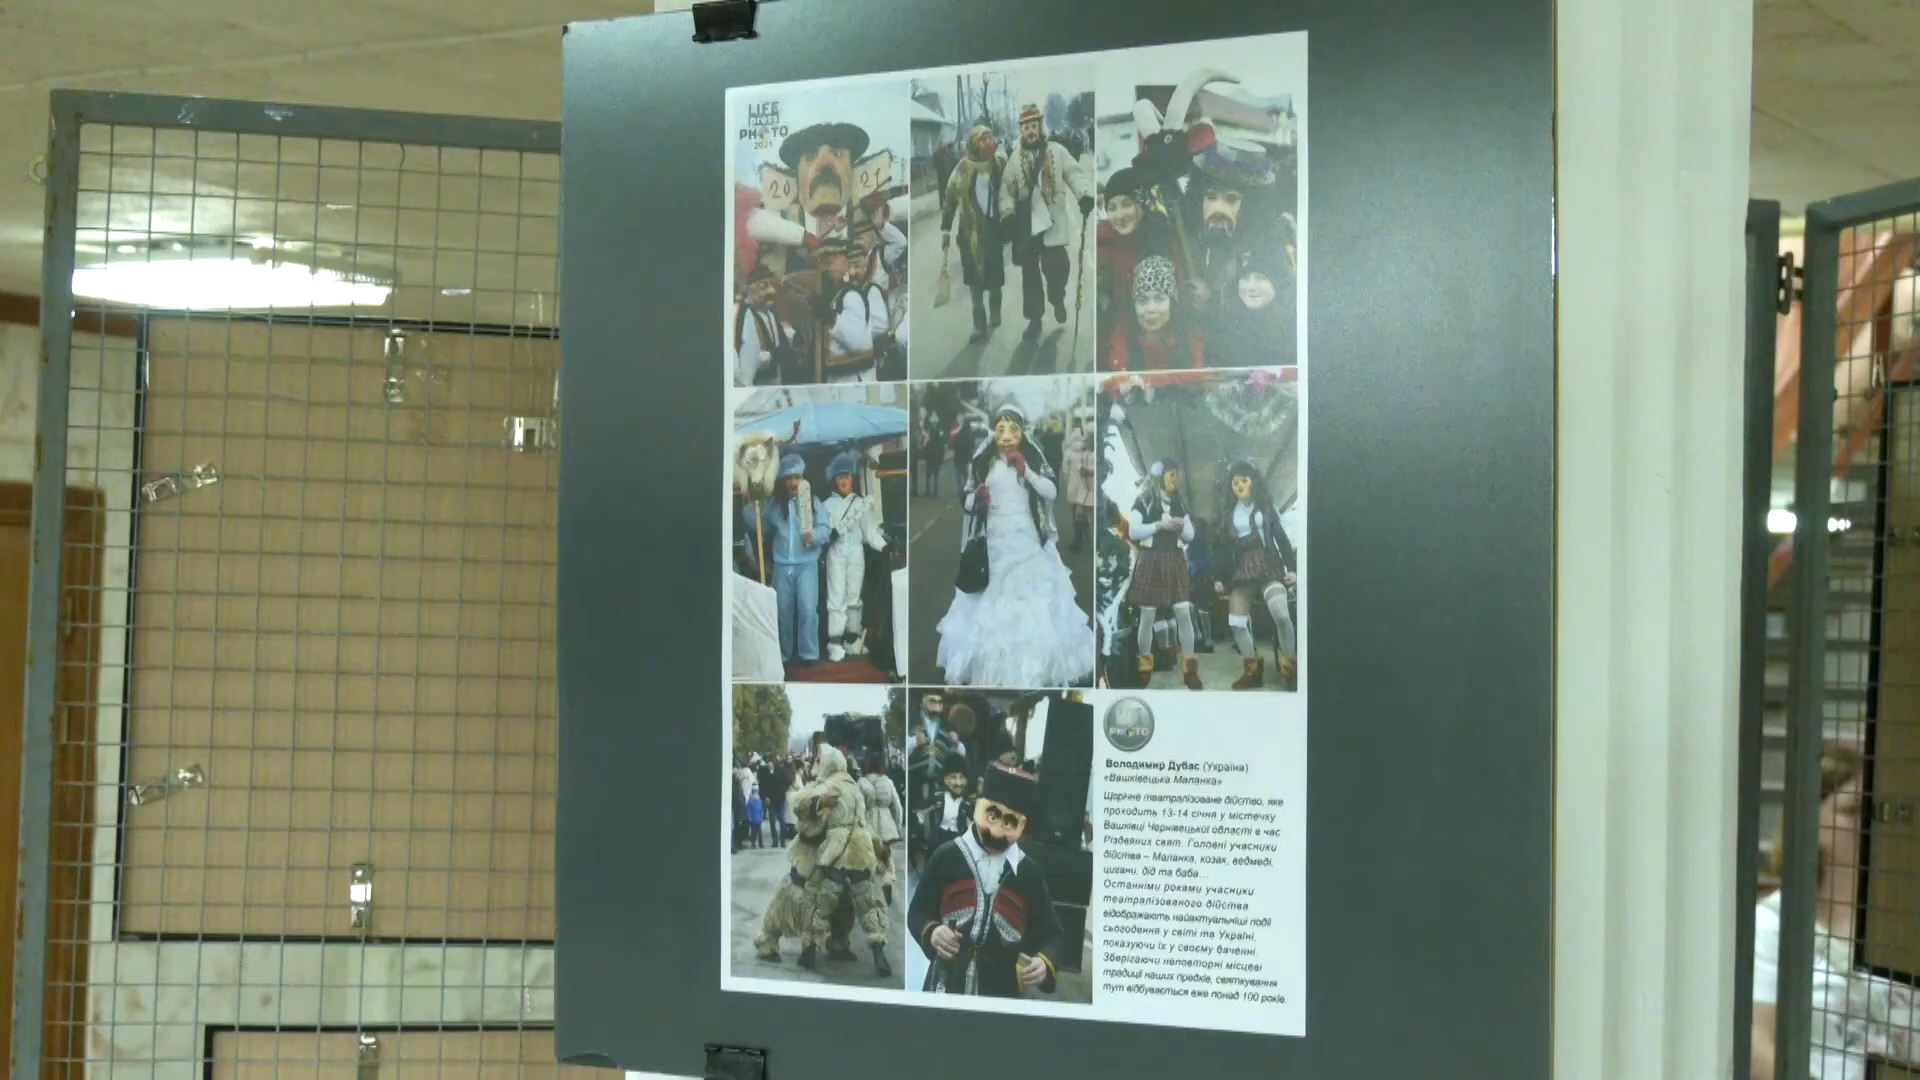 LIFE
press
PHOTO
2021
20 21
PHOTO
Володимир Дубас (Україна)
«Вашківецька Маланка»
Щорічне театралізоване дійство, яке
проходить 13-14 січня у містечку
Вашківці Чернівецької області в час
Різдвяних свят. Головні учасники
дійства – Маланка, козак, ведмеді,
цигани, дід та баба...
Останніми роками учасники
театралізованого дійства
відображають найактуальніші події
сьогодення у світі та Україні,
показуючи їх у своєму баченні.
Зберігаючи неповторні місцеві
традиції наших предків, святкування
тут відбувається вже понад 100 років.